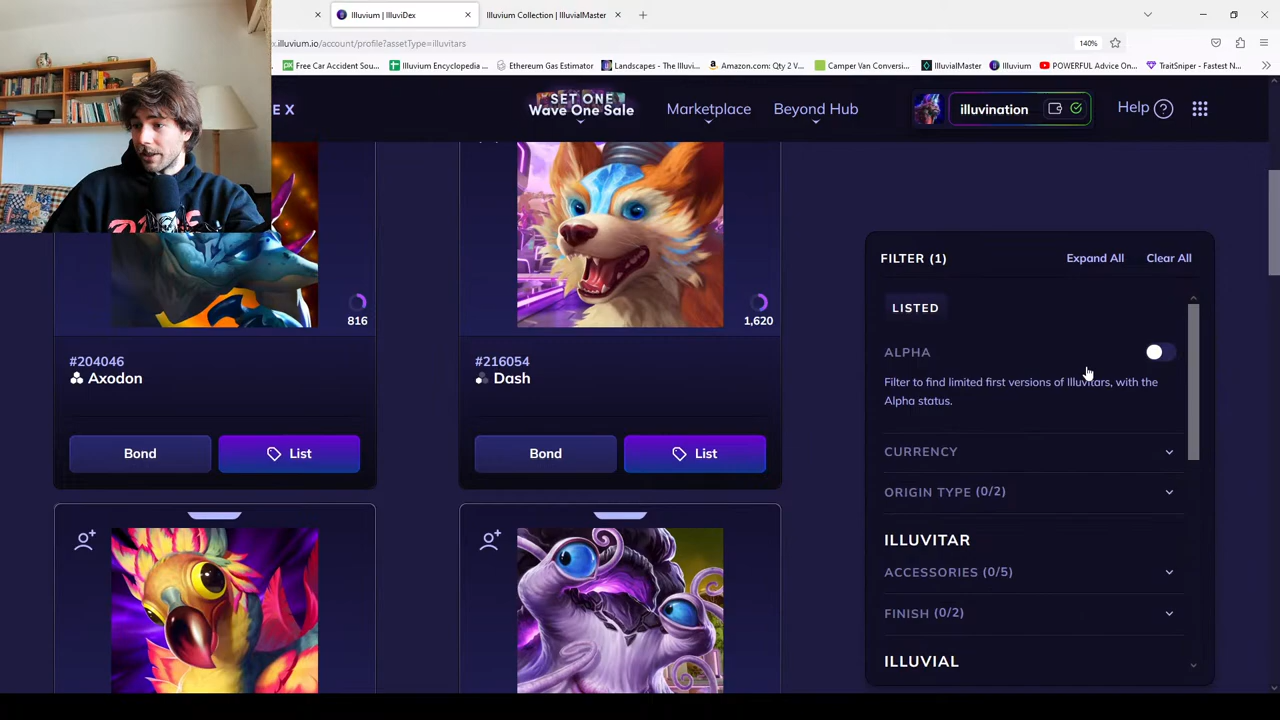 Illuvium | IlluviDex
Illuvium Collection | IlluvialMaster
x.illuvium.io/account/profile?assetType=illuvitars
140%
Free Car Accident Sou...
Illuvium Encyclopedia ...
Ethereum Gas Estimator
Landscapes - The Illuvi...
Amazon.com: Qty 2 V...
Camper Van Conversi...
IlluvialMaster
Illuvium
POWERFUL Advice On...
TraitSniper - Fastest N...
EX
SET ONE
Wave One Sale
Marketplace
Beyond Hub
illuvination
Help
816
1,620
#204046
Axodon
#216054
Dash
Bond
List
Bond
List
FILTER (1)
Expand All
Clear All
LISTED
ALPHA
Filter to find limited first versions of Illuvitars, with the
Alpha status.
CURRENCY
ORIGIN TYPE (0/2)
ILLUVITAR
ACCESSORIES (0/5)
FINISH (0/2)
ILLUVIAL